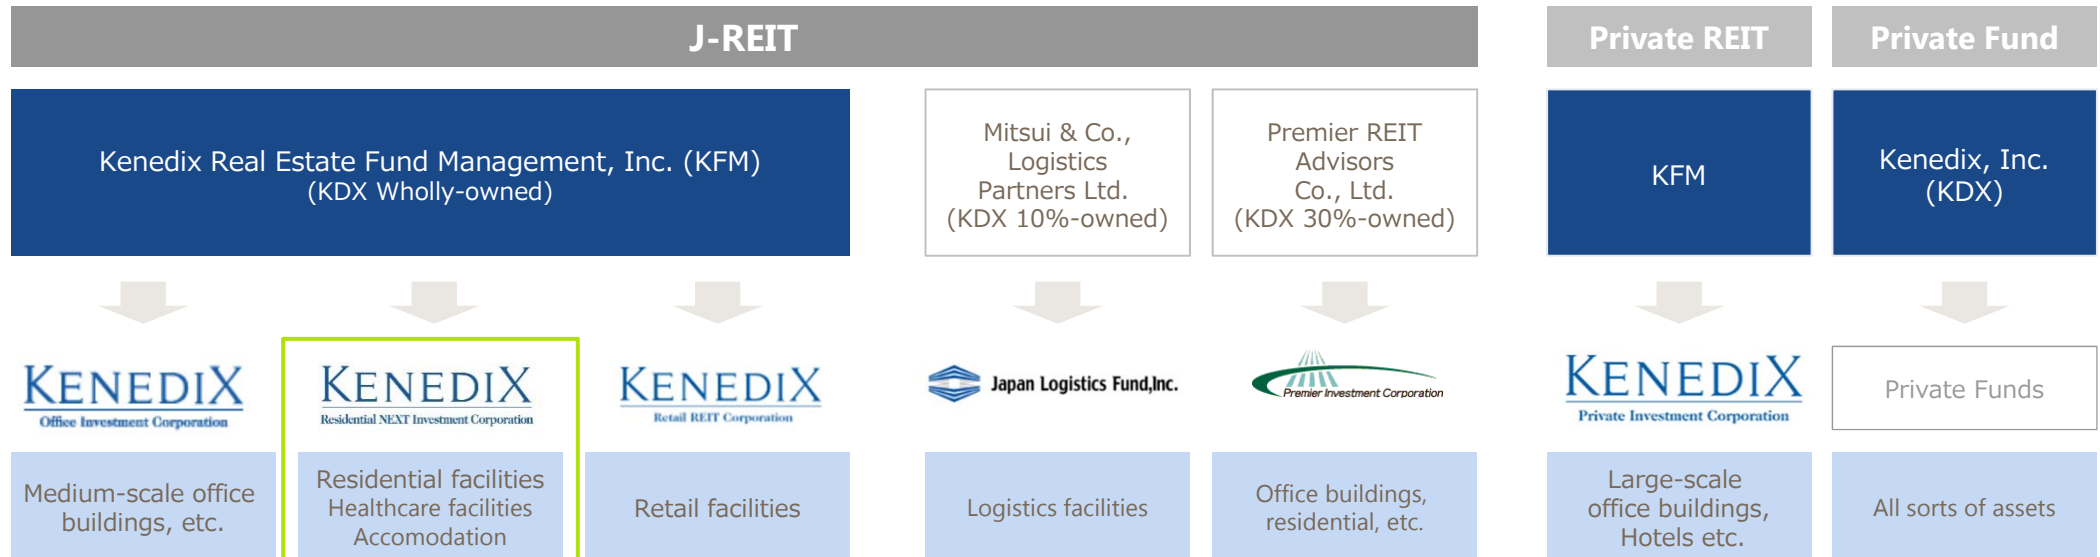 J-REIT
Private REIT
Private Fund
Kenedix Real Estate Fund Management, Inc. (KFM)
(KDX Wholly-owned)
Mitsui & Co.,
Logistics
Partners Ltd.
(KDX 10%-owned)
Premier REIT
Advisors
Co., Ltd.
(KDX 30%-owned)
KFM
Kenedix, Inc.
(KDX)
KENEDIX
Office Investment Corporation
KENEDIX
Residential NEXT Investment Corporation
KENEDIX
Retail REIT Corporation
Japan Logistics Fund,Inc.
Premier Investment Corporation
KENEDIX
Private Investment Corporation
Private Funds
Medium-scale office
buildings, etc.
Residential facilities
Healthcare facilities
Accomodation
Retail facilities
Logistics facilities
Office buildings,
residential, etc.
Large-scale
office buildings,
Hotels etc.
All sorts of assets